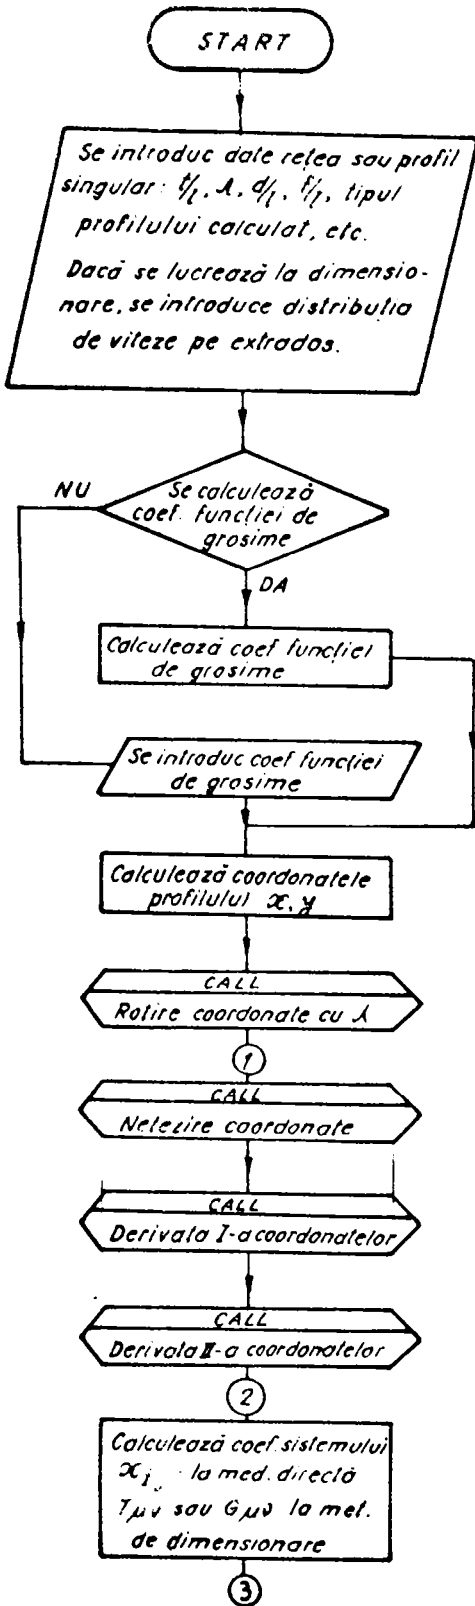 START
Se introduc date rețea sau profil
singular: t/l, λ, d/l, f/l, tipul
profilului calculat, etc.
Dacă se lucrează la dimensio-
nare, se introduce distribuția
de viteze pe extrados.
NU
Se calculează
coef. funcției de
grosime
DA
Calculează coef funcției
de grosime
Se introduc coef funcției
de grosime
Calculează coordonatele
profilului x, y
CALL
Rotire coordonate cu λ
1
CALL
Netezire coordonate
CALL
Derivata I-a coordonatelor
CALL
Derivata II-a coordonatelor
2
Calculează coef. sistemului
la med. directă
Tμν sau Gμν la met.
de dimensionare
3